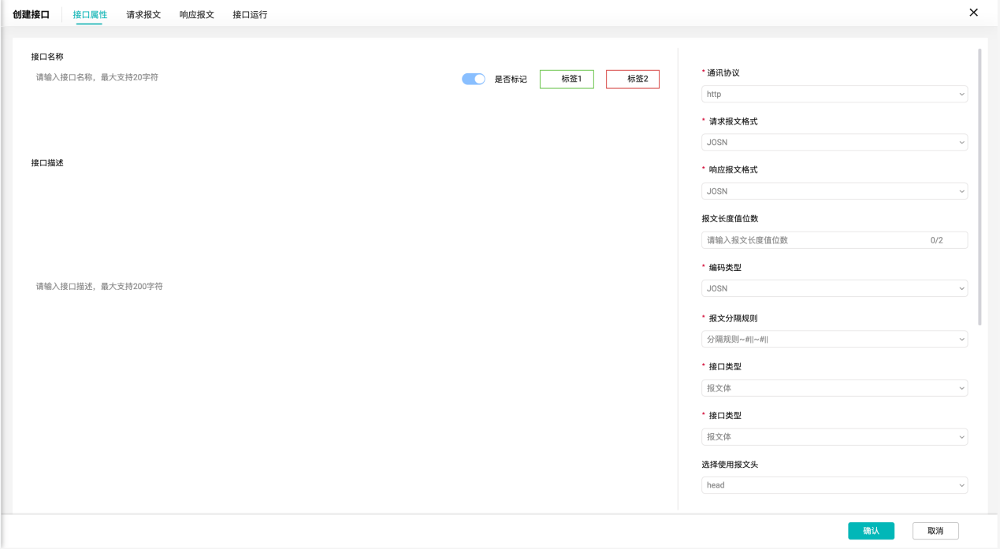 创建接口 接口属性 请求报文 响应报文 接口运行
接口名称
请输入接口名称，最大支持20字符
是否标记 标签1 标签2
接口描述
请输入接口描述，最大支持200字符
* 通讯协议
http
* 请求报文格式
JOSN
* 响应报文格式
JOSN
报文长度值位数
请输入报文长度值位数 0/2
* 编码类型
JOSN
* 报文分隔规则
分隔规则~#||~#||
* 接口类型
报文体
* 接口类型
报文体
选择使用报文头
head
确认 取消